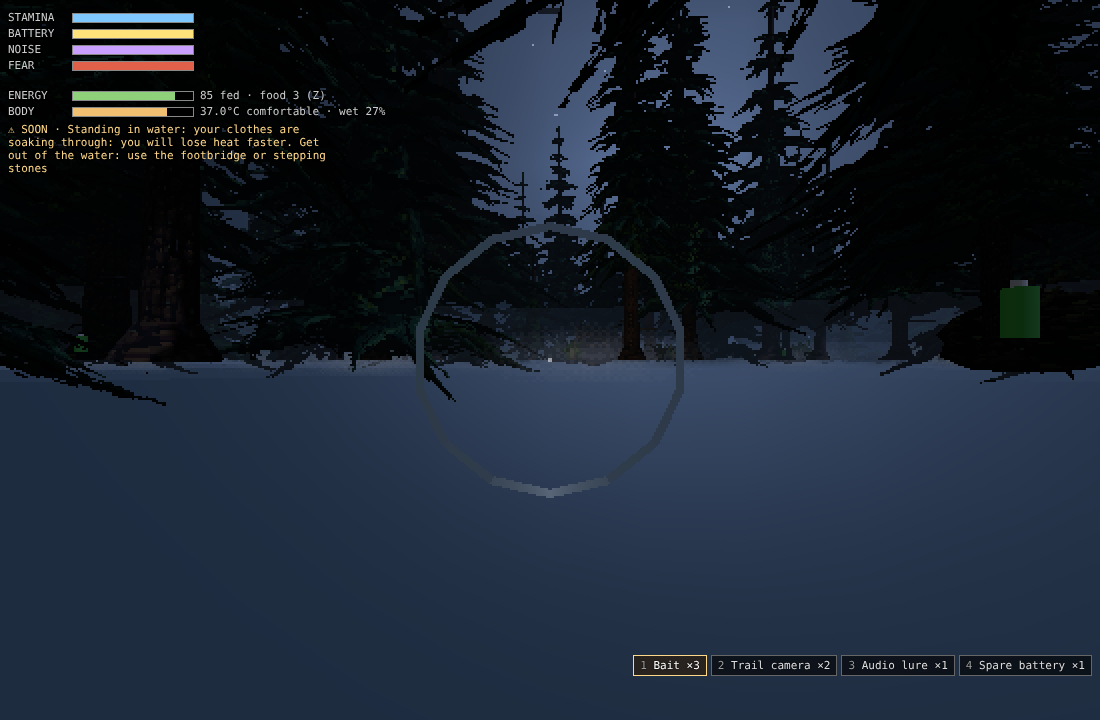 STAMINA
BATTERY
NOISE
FEAR
ENERGY 85 fed · food 3 (Z)
BODY 37.0°C comfortable · wet 27%
⚠ SOON · Standing in water: your clothes are
soaking through: you will lose heat faster. Get
out of the water: use the footbridge or stepping
stones
1 Bait ×3 2 Trail camera ×2 3 Audio lure ×1 4 Spare battery ×1